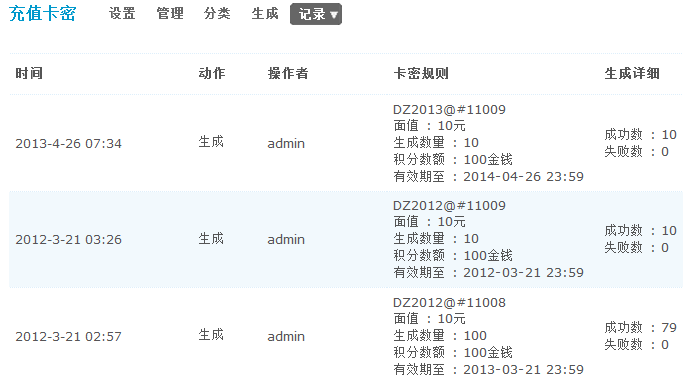 充值卡密 设置 管理 分类 生成 记录▼
时间 动作 操作者 卡密规则 生成详细
DZ2013@#11009
面值 : 10元
2013-4-26 07:34 生成 admin 生成数量 : 10 成功数 : 10
积分数额 : 100金钱 失败数 : 0
有效期至 : 2014-04-26 23:59
DZ2012@#11009
面值 : 10元
2012-3-21 03:26 生成 admin 生成数量 : 10 成功数 : 10
积分数额 : 100金钱 失败数 : 0
有效期至 : 2012-03-21 23:59
DZ2012@#11008
面值 : 10元
2012-3-21 02:57 生成 admin 生成数量 : 100 成功数 : 79
积分数额 : 100金钱 失败数 : 0
有效期至 : 2013-03-21 23:59